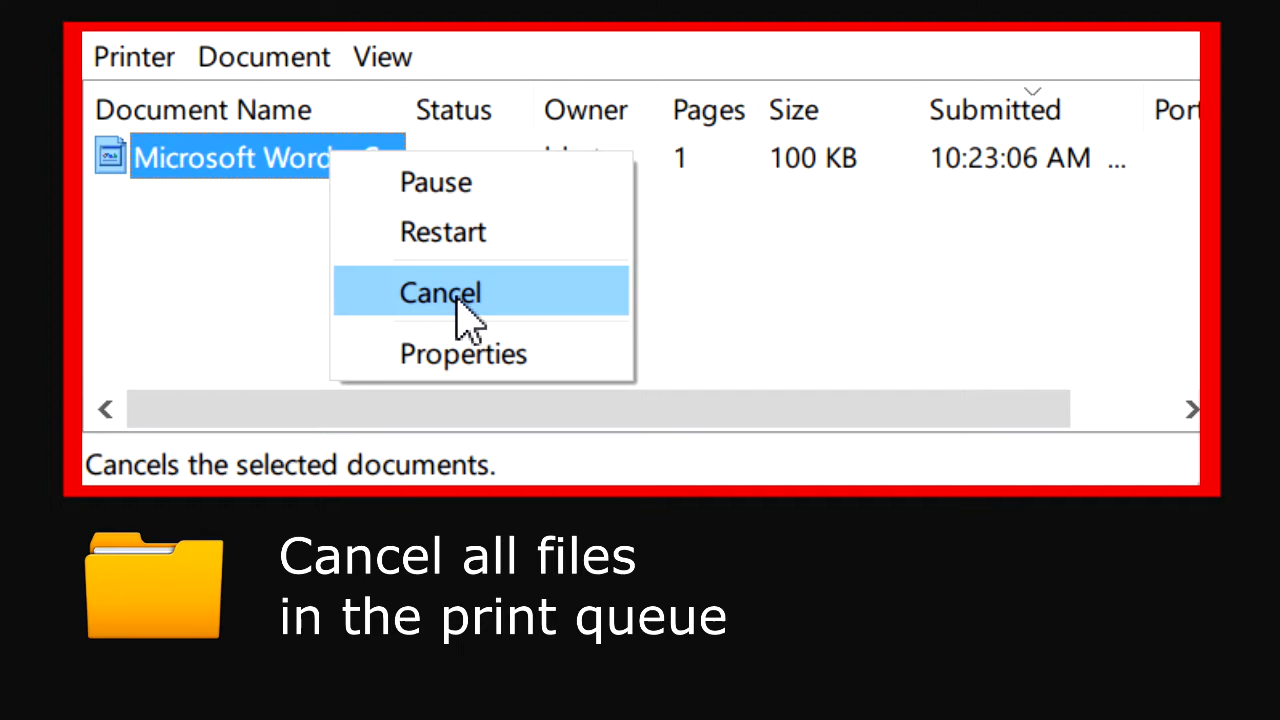 Printer Document View
Document Name Status Owner Pages Size Submitted Port
Microsoft Word 1 100 KB 10:23:06 AM ...
Pause
Restart
Cancel
Properties
Cancels the selected documents.
Cancel all files
in the print queue